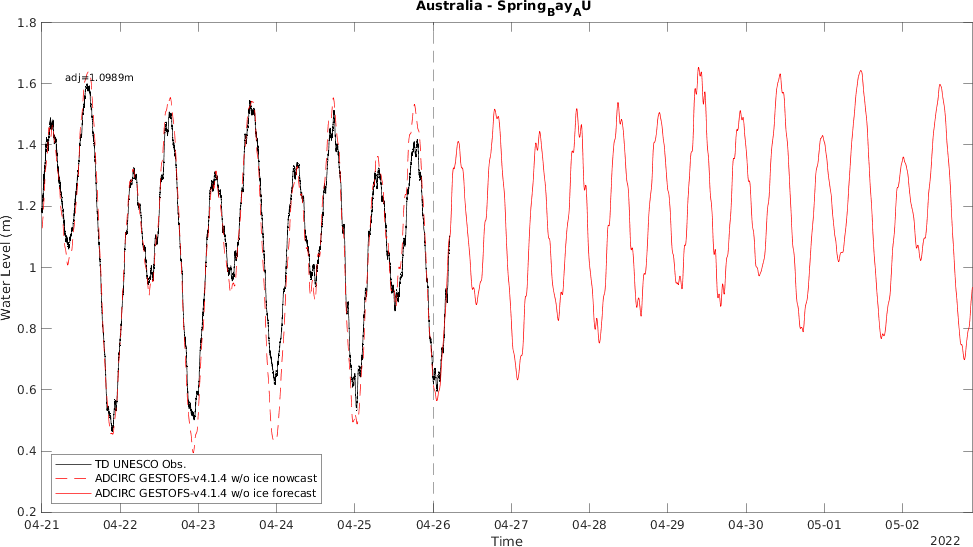 Australia - Spring_Bay_AU
1.8
1.6
1.4
1.2
1
0.8
0.6
0.4
0.2
Water Level (m)
adj=1.0989m
TD UNESCO Obs.
ADCIRC GESTOFS-v4.1.4 w/o ice nowcast
ADCIRC GESTOFS-v4.1.4 w/o ice forecast
04-21 04-22 04-23 04-24 04-25 04-26 04-27 04-28 04-29 04-30 05-01 05-02
Time
2022